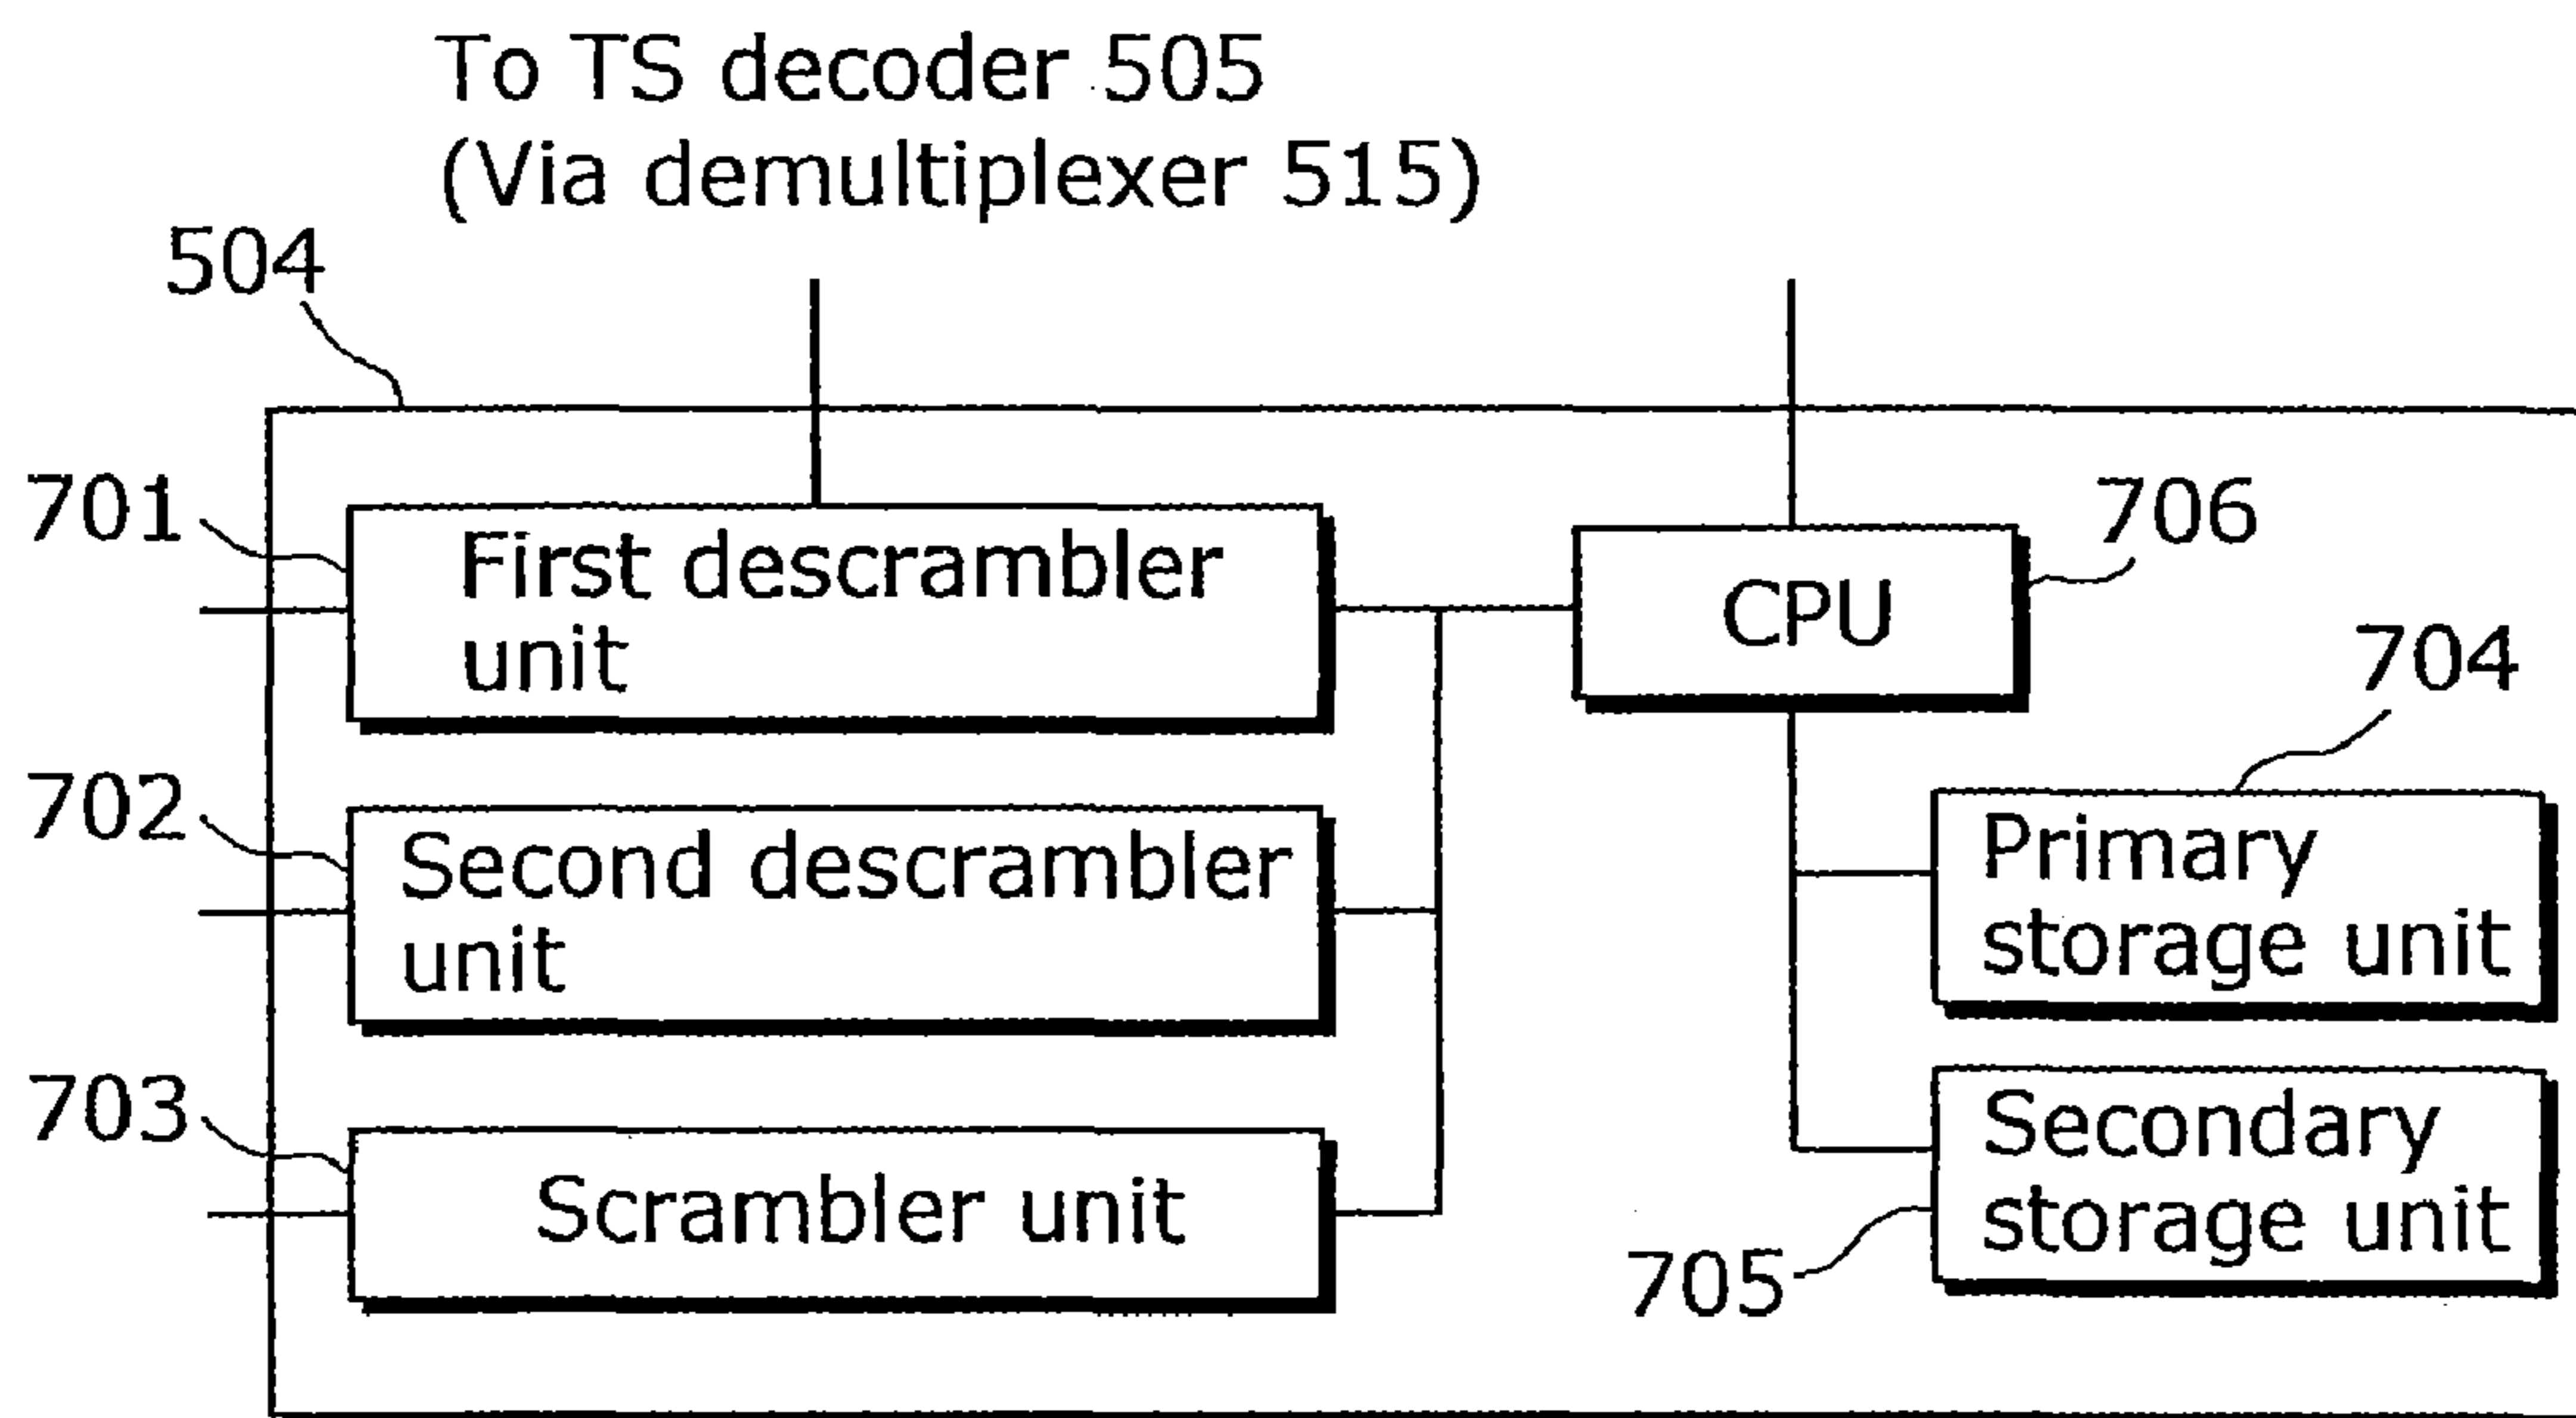 To TS decoder 505
(Via demultiplexer 515)
504
701
First descrambler
unit
CPU
706
704
702
Second descrambler
unit
Primary
storage unit
703
Scrambler unit
Secondary
storage unit
705